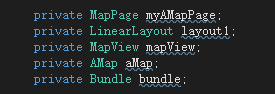 private MapPage myAMapPage;
private LinearLayout layout1;
private MapView mapView;
private AMap aMap;
private Bundle bundle;